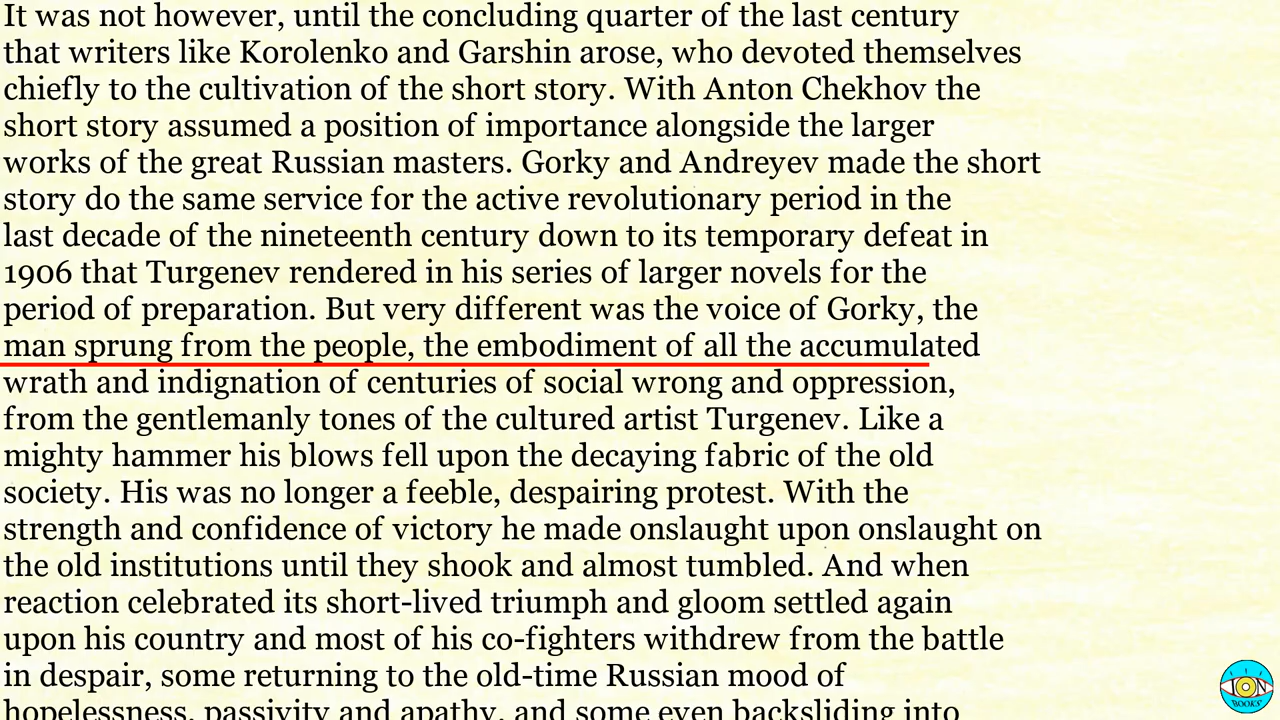 It was not however, until the concluding quarter of the last century
that writers like Korolenko and Garshin arose, who devoted themselves
chiefly to the cultivation of the short story. With Anton Chekhov the
short story assumed a position of importance alongside the larger
works of the great Russian masters. Gorky and Andreyev made the short
story do the same service for the active revolutionary period in the
last decade of the nineteenth century down to its temporary defeat in
1906 that Turgenev rendered in his series of larger novels for the
period of preparation. But very different was the voice of Gorky, the
man sprung from the people, the embodiment of all the accumulated
wrath and indignation of centuries of social wrong and oppression,
from the gentlemanly tones of the cultured artist Turgenev. Like a
mighty hammer his blows fell upon the decaying fabric of the old
society. His was no longer a feeble, despairing protest. With the
strength and confidence of victory he made onslaught upon onslaught on
the old institutions until they shook and almost tumbled. And when
reaction celebrated its short-lived triumph and gloom settled again
upon his country and most of his co-fighters withdrew from the battle
in despair, some returning to the old-time Russian mood of
hopelessness, passivity and apathy, and some even backsliding into
ION
BOOKS